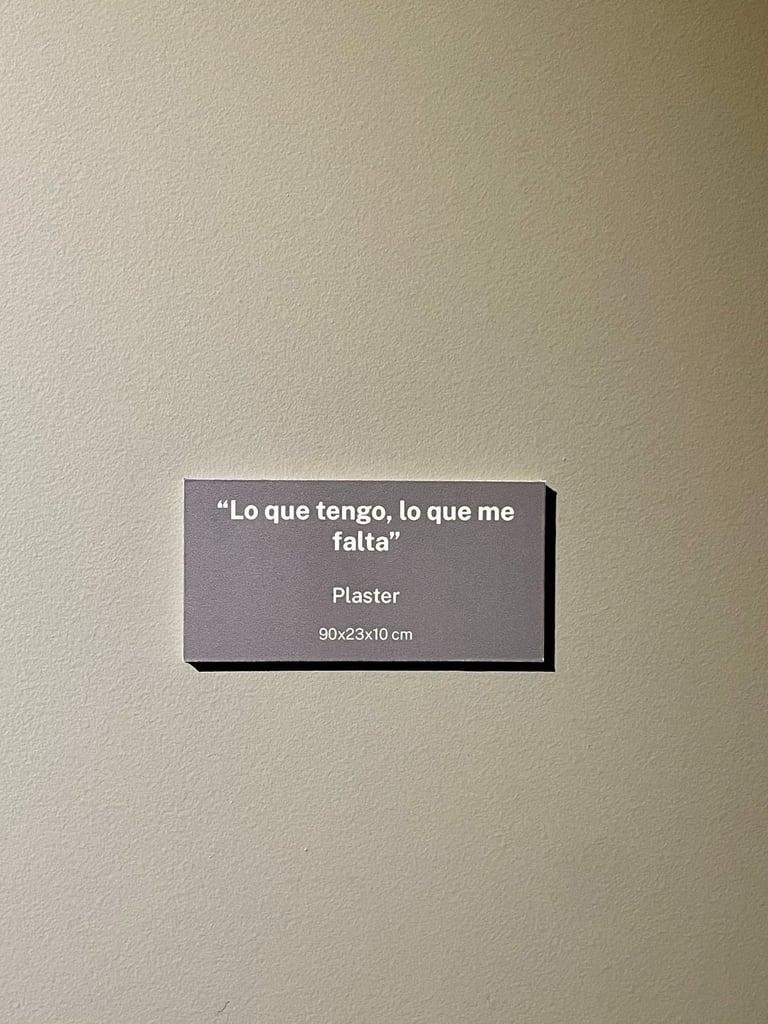 “Lo que tengo, lo que me
falta”
Plaster
90x23x10 cm